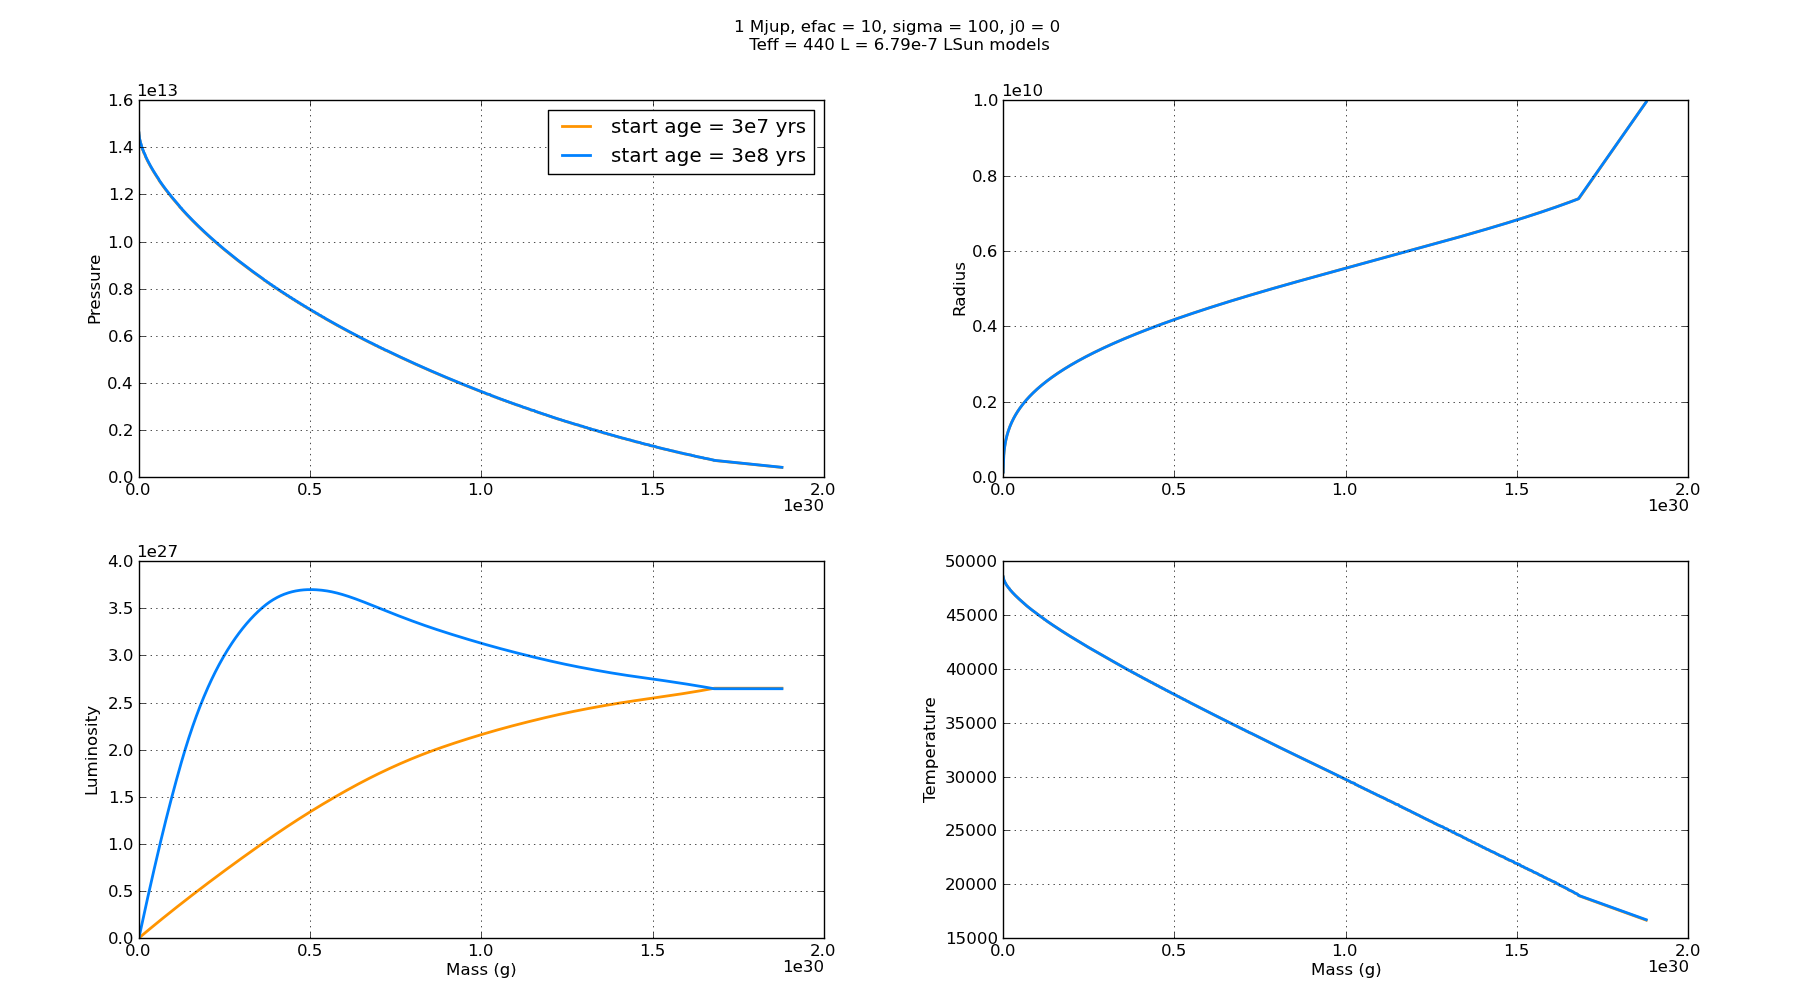 1 Mjup, efac = 10, sigma = 100, j0 = 0
Teff = 440 L = 6.79e-7 LSun models
1e13
1.6
1.4
1.2
1.0
0.8
0.6
0.4
0.2
0.0
Pressure
start age = 3e7 yrs
start age = 3e8 yrs
0.0 0.5 1.0 1.5 2.0
1e30
1e10
1.0
0.8
0.6
0.4
0.2
0.0
Radius
0.0 0.5 1.0 1.5 2.0
1e30
1e27
4.0
3.5
3.0
2.5
2.0
1.5
1.0
0.5
0.0
Luminosity
0.0 0.5 1.0 1.5 2.0
Mass (g)
1e30
50000
45000
40000
35000
30000
25000
20000
15000
Temperature
0.0 0.5 1.0 1.5 2.0
Mass (g)
1e30